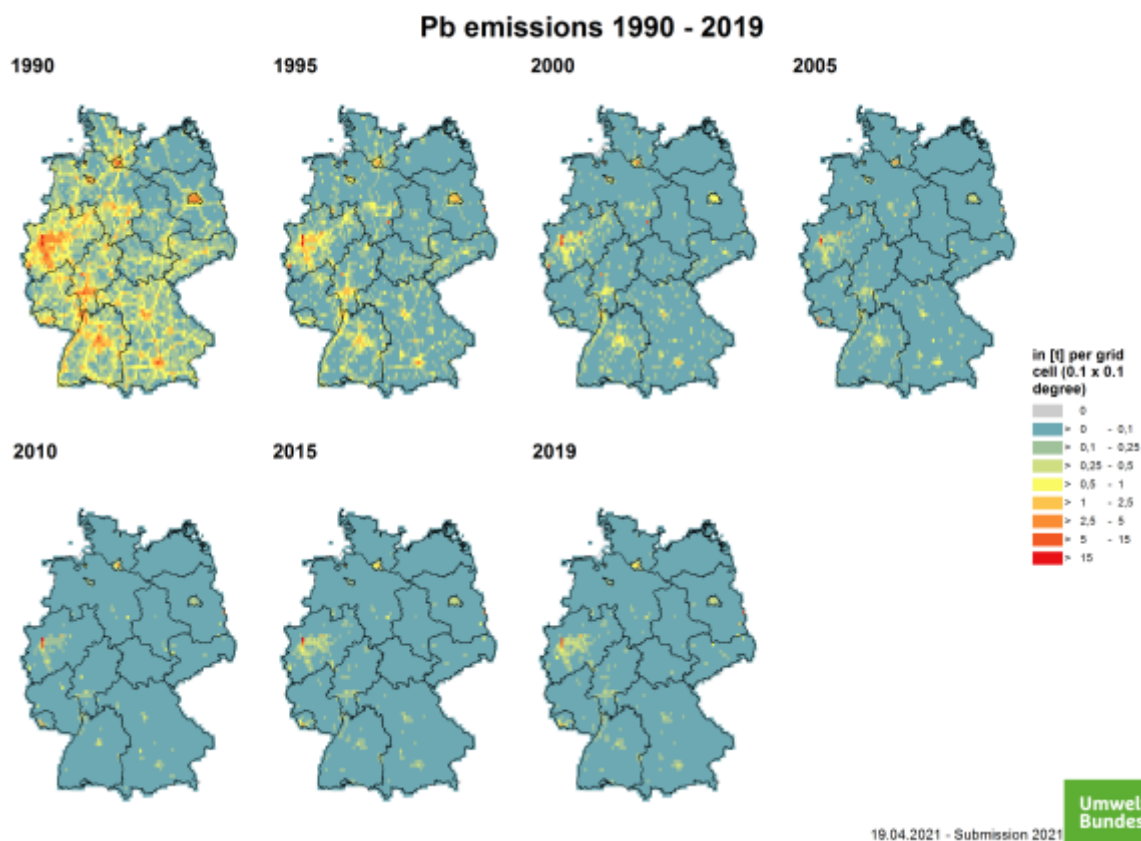 Pb emissions 1990 - 2019
1990 1995 2000 2005
in [t] per grid
cell (0.1 x 0.1
degree)
0
> 0 - 0,1
> 0,1 - 0,25
> 0,25 - 0,5
> 0,5 - 1
> 1 - 2,5
> 2,5 - 5
> 5 - 15
> 15
2010 2015 2019
Umwel
Bundes
19.04.2021 - Submission 2021